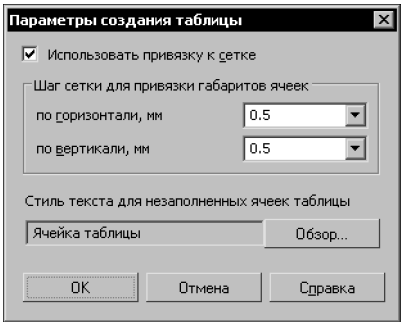 Параметры создания таблицы
Использовать привязку к сетке
Шаг сетки для привязки габаритов ячеек
по горизонтали, мм 0.5
по вертикали, мм 0.5
Стиль текста для незаполненных ячеек таблицы
Ячейка таблицы Обзор...
OK Отмена Справка